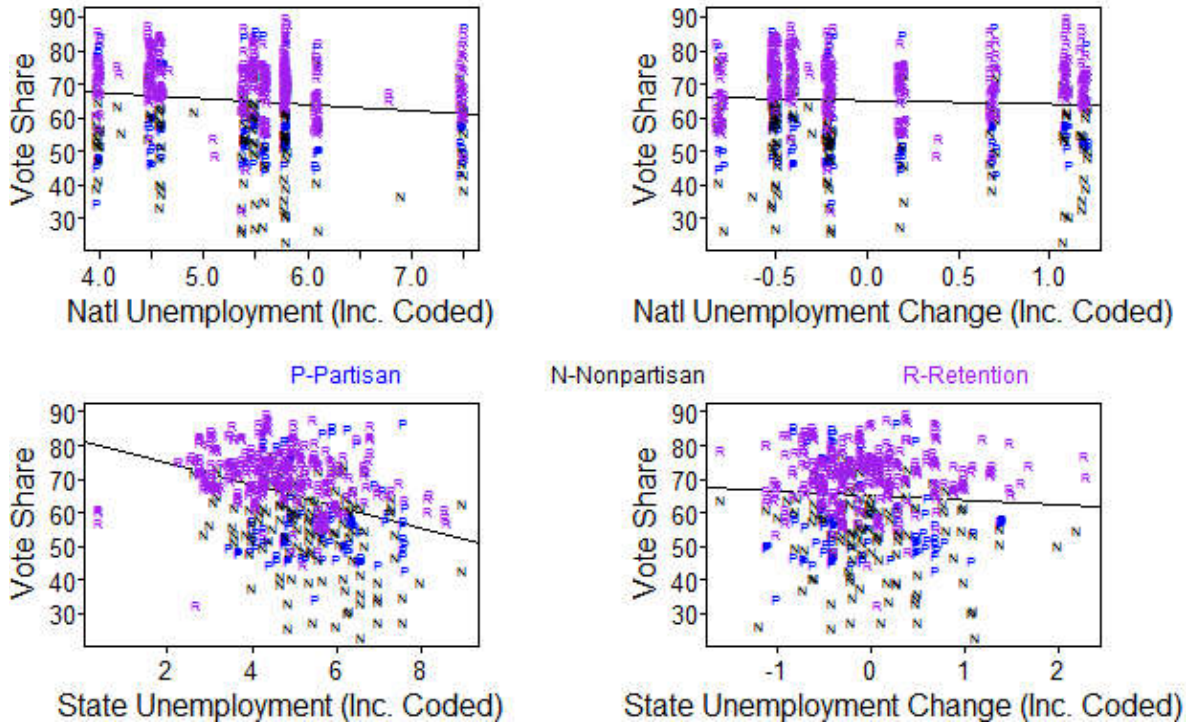 Vote Share
90
80
70
60
50
40
30
4.0 5.0 6.0 7.0
Natl Unemployment (Inc. Coded)
Vote Share
90
80
70
60
50
40
30
-0.5 0.0 0.5 1.0
Natl Unemployment Change (Inc. Coded)
P-Partisan N-Nonpartisan R-Retention
Vote Share
90
80
70
60
50
40
30
2 4 6 8
State Unemployment (Inc. Coded)
Vote Share
90
80
70
60
50
40
30
-1 0 1 2
State Unemployment Change (Inc. Coded)